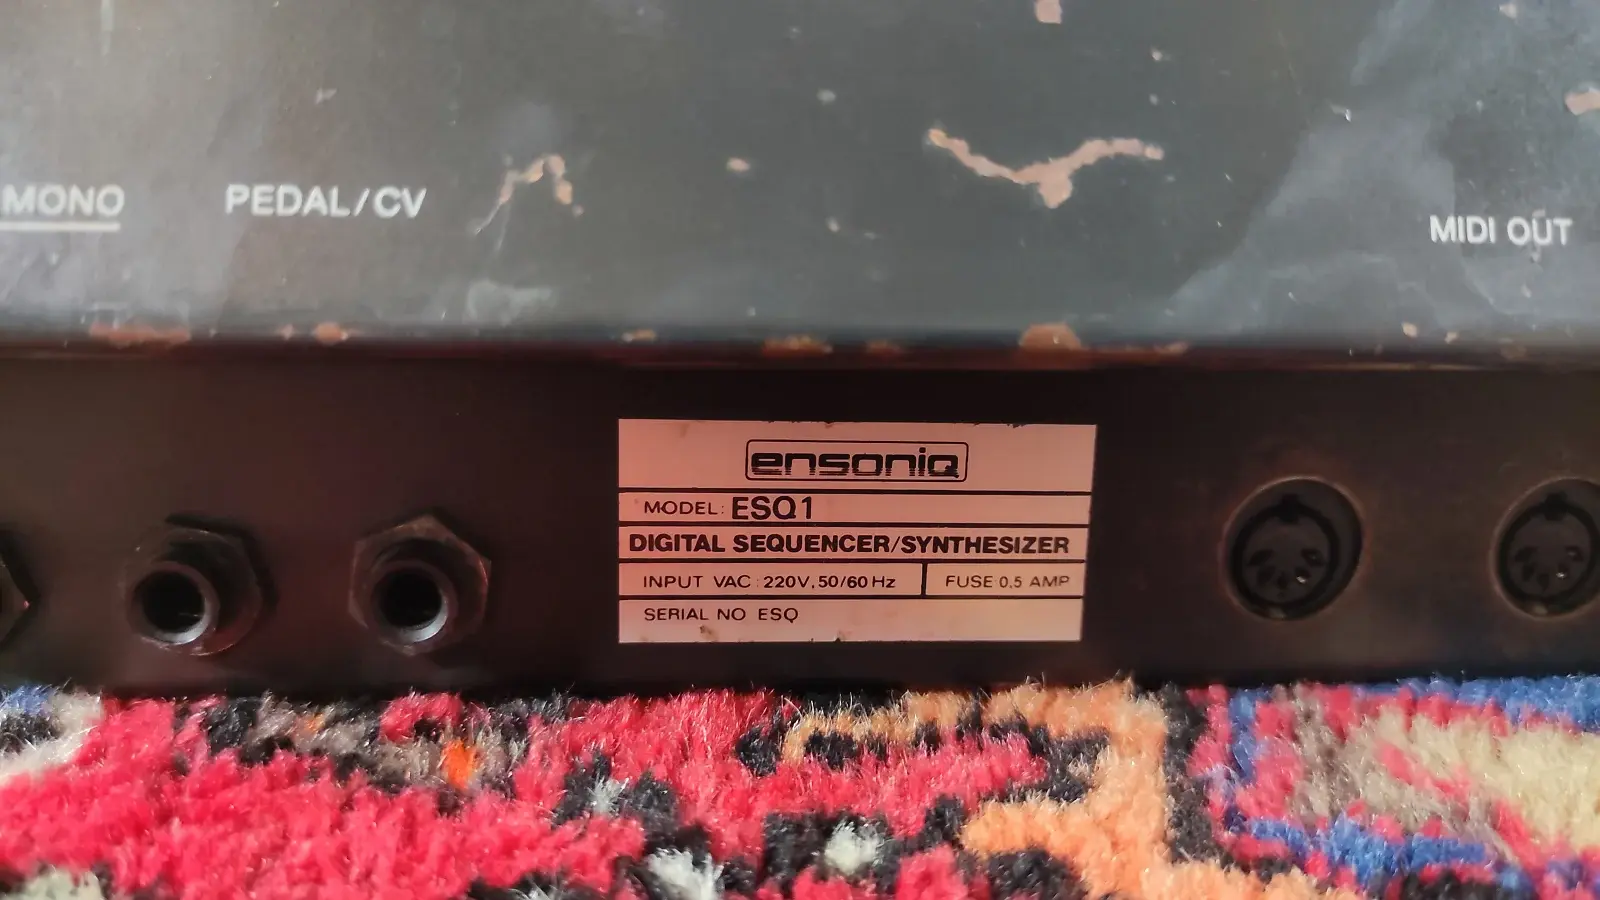 MONO
PEDAL/CV
MIDI OUT
ensoniq
MODEL: ESQ1
DIGITAL SEQUENCER/SYNTHESIZER
INPUT VAC: 220V, 50/60 Hz
FUSE 0,5 AMP
SERIAL NO ESQ